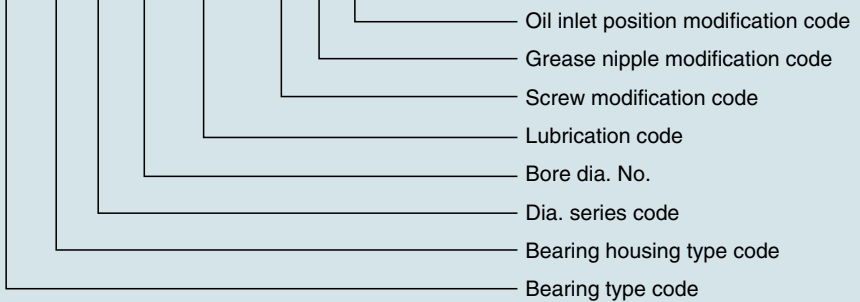 Oil inlet position modification code
Grease nipple modification code
Screw modification code
Lubrication code
Bore dia. No.
Dia. series code
Bearing housing type code
Bearing type code